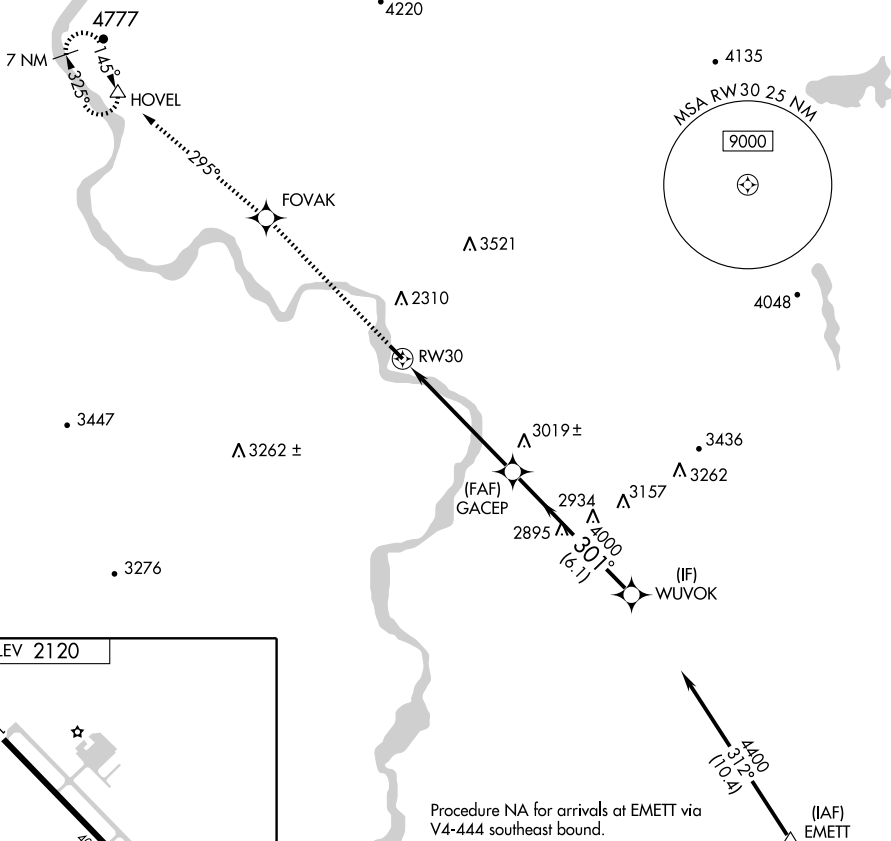 4220
4777
7 NM
145°
325°
HOVEL
4135
MSA RW30 25 NM
9000
295°
FOVAK
3521
2310
4048
RW30
3447
3262 ±
3019 ±
3436
3262
(FAF)
GACEP
3157
2934
2895
4000
301°
(6.1)
(IF)
WUVOK
3276
LEV 2120
4400
312°
(10.4)
(IAF)
EMETT
Procedure NA for arrivals at EMETT via
V4-444 southeast bound.